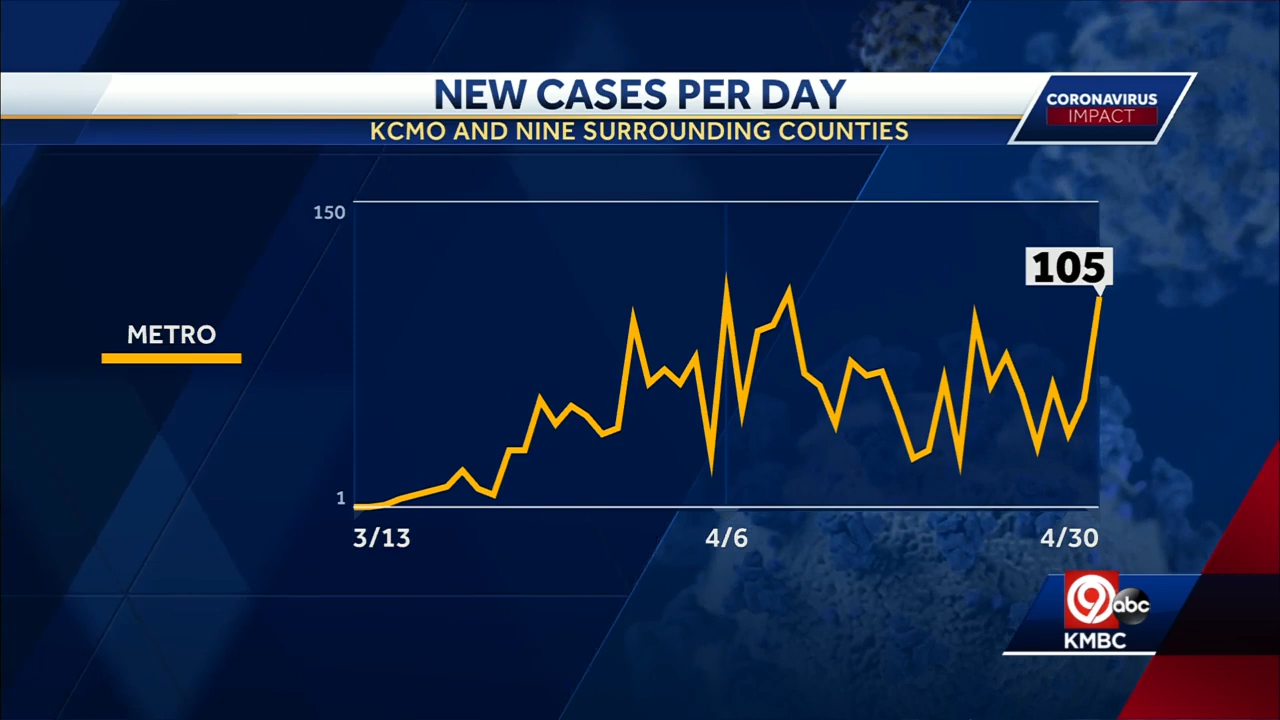 NEW CASES PER DAY
KCMO AND NINE SURROUNDING COUNTIES
CORONAVIRUS
IMPACT
150
105
METRO
1
3/13 4/6 4/30
9 abc
KMBC